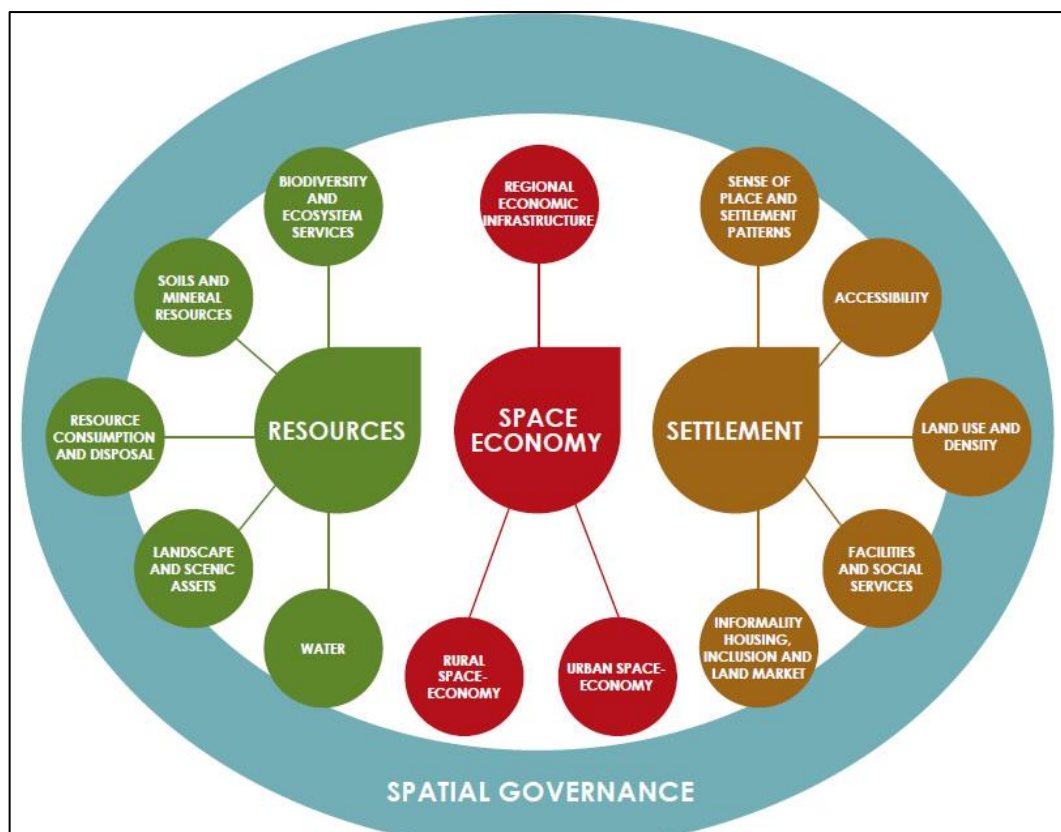 BIODIVERSITY
AND
ECOSYSTEM
SERVICES
SOILS AND
MINERAL
RESOURCES
RESOURCE
CONSUMPTION
AND DISPOSAL
LANDSCAPE
AND SCENIC
ASSETS
WATER
RESOURCES
REGIONAL
ECONOMIC
INFRASTRUCTURE
SPACE
ECONOMY
RURAL
SPACE-
ECONOMY
URBAN SPACE-
ECONOMY
SENSE OF
PLACE AND
SETTLEMENT
PATTERNS
ACCESSIBILITY
SETTLEMENT
LAND USE AND
DENSITY
FACILITIES
AND SOCIAL
SERVICES
INFORMALITY
HOUSING,
INCLUSION AND
LAND MARKET
SPATIAL GOVERNANCE